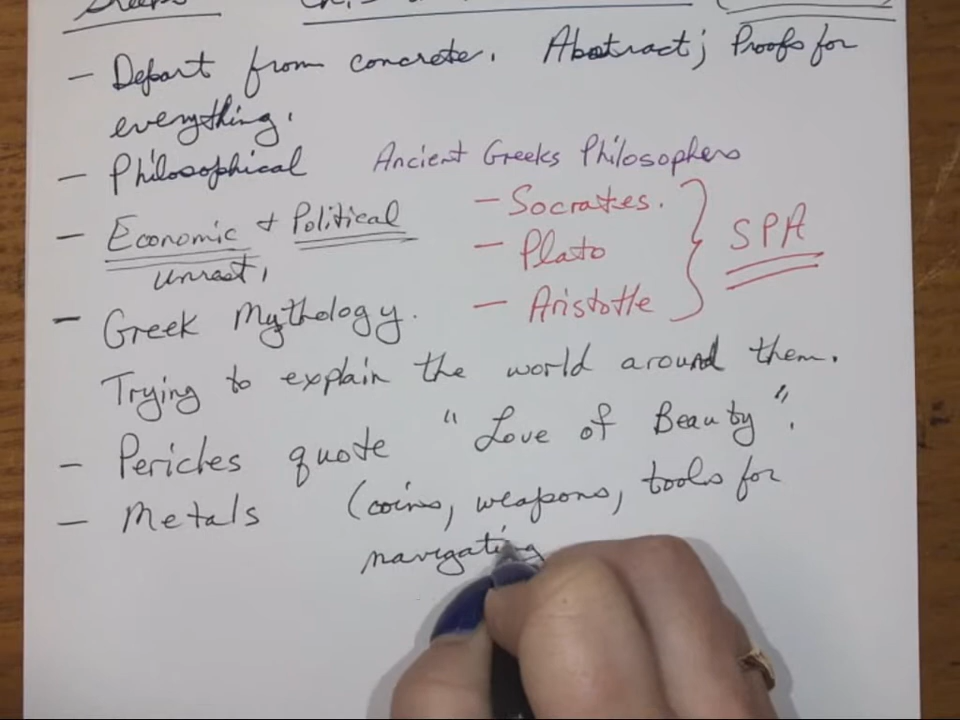 - Depart from concrete. Abstract; Proofs for
everything.
- Philosophical Ancient Greeks Philosophers
- Economic & Political
unrest,
- Socrates.
- Plato
- Aristotle
SPA
- Greek Mythology.
Trying to explain the world around them.
- Pericles quote "Love of Beauty".
- Metals (coins, weapons, tools for
navigating